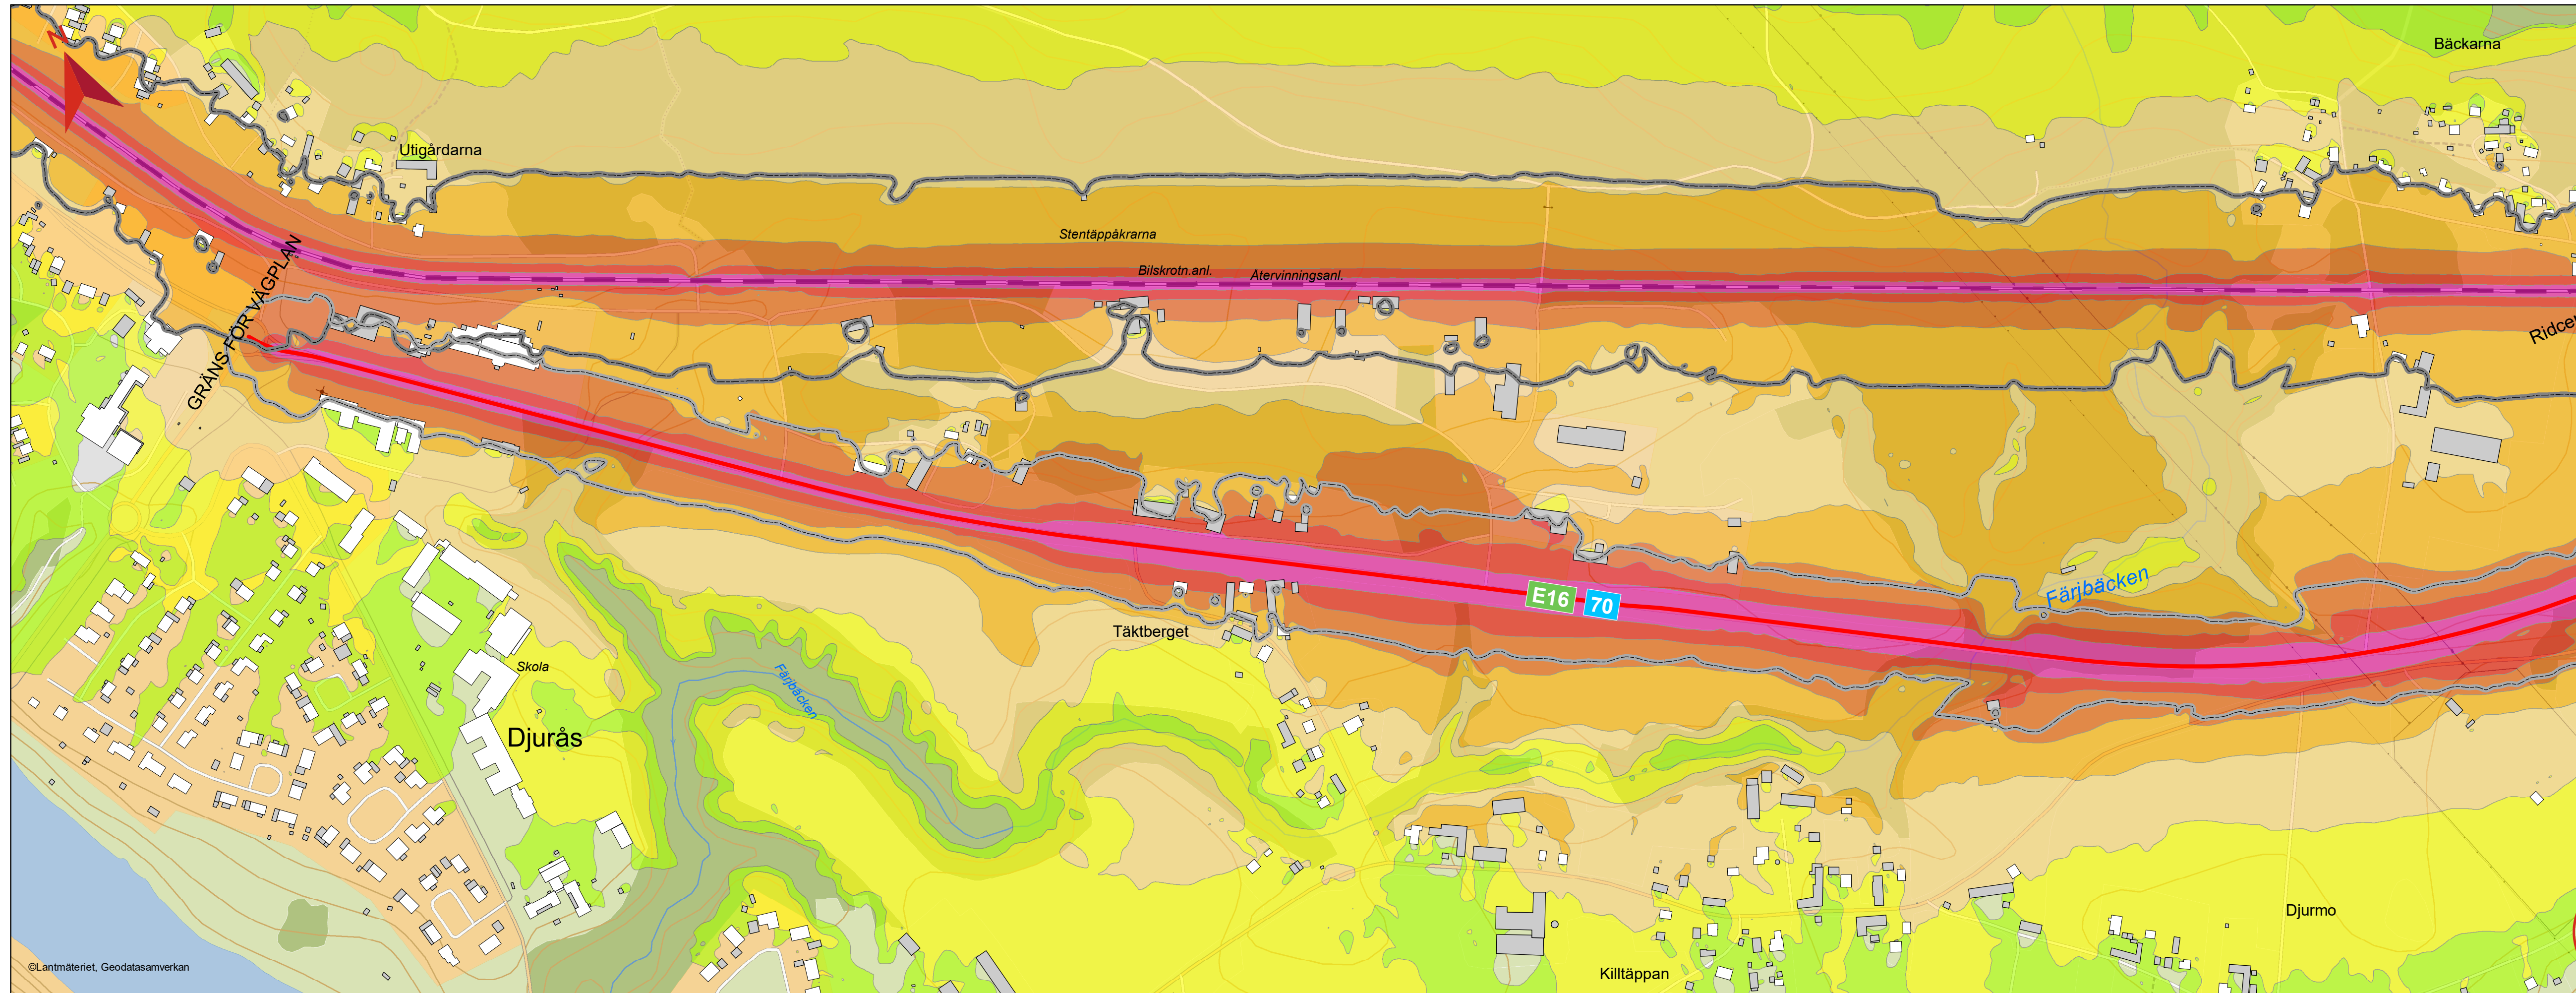 N
Bäckarna
Utigårdarna
Stentäppåkrarna
Bilskrotn.anl.
Återvinningsanl.
GRÄNS FÖR VÄGPLAN
Färjbäcken
E16
70
Täktberget
Skola
Färjbäcken
Djurås
Djurmo
Killtäppan
©Lantmäteriet, Geodatasamverkan